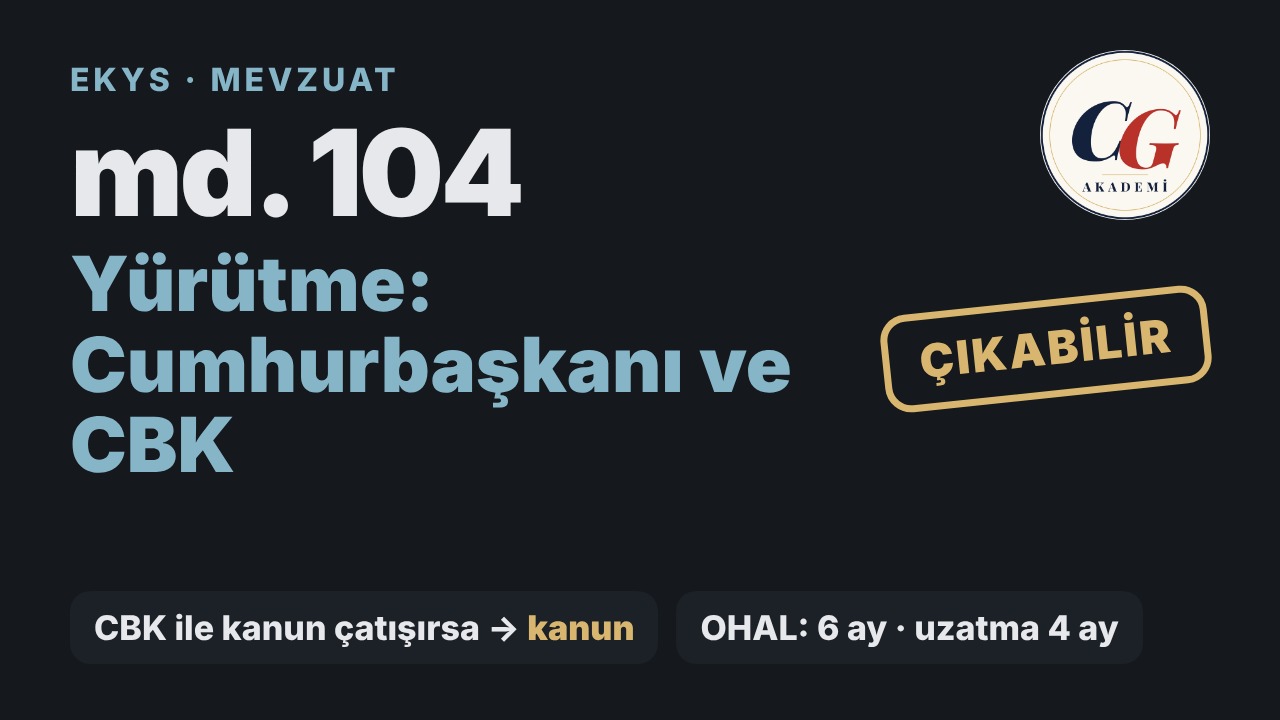 EKYS · MEVZUAT
md. 104
Yürütme:
Cumhurbaşkanı ve
CBK
CG
AKADEMİ
ÇIKABİLİR
CBK ile kanun çatışırsa → kanun
OHAL: 6 ay · uzatma 4 ay